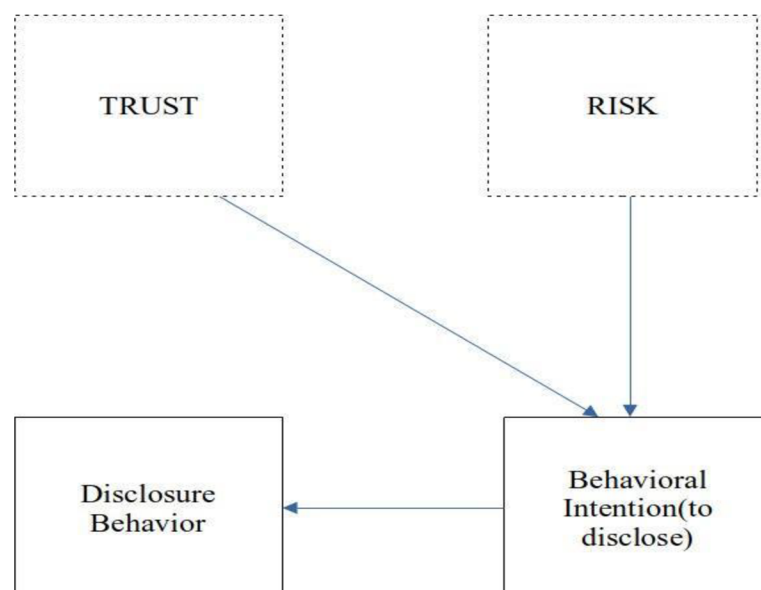 TRUST
RISK
Disclosure
Behavior
Behavioral
Intention(to
disclose)